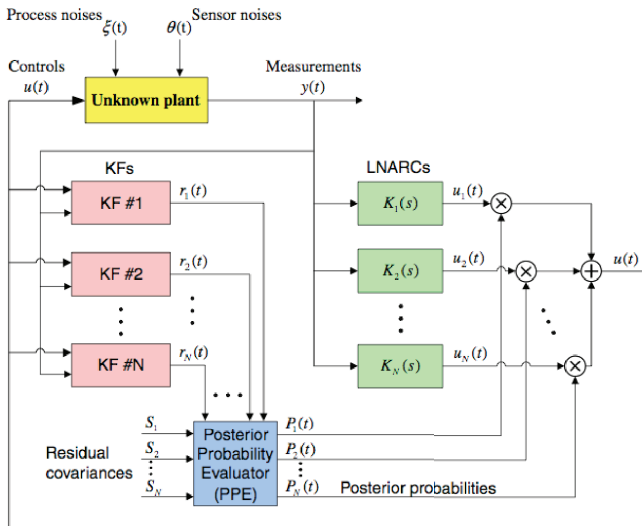 Process noises
Sensor noises
ξ(t)
θ(t)
Controls
u(t)
Unknown plant
Measurements
y(t)
KFs
LNARCs
KF #1
r₁(t)
K₁(s)
u₁(t)
KF #2
r₂(t)
K₂(s)
u₂(t)
u(t)
KF #N
r_N(t)
K_N(s)
u_N(t)
Residual
covariances
S₁
S₂
S_N
Posterior
Probability
Evaluator
(PPE)
P₁(t)
P₂(t)
P_N(t)
Posterior probabilities